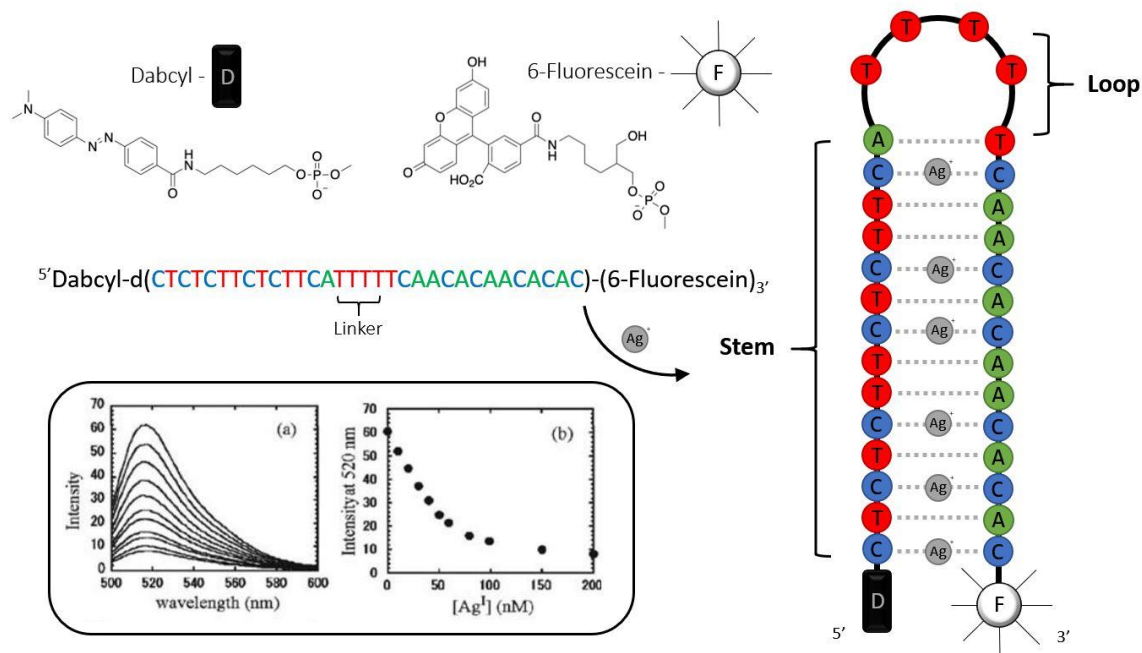 Dabcyl - D
6-Fluorescein - F
OH
O
O
HO₂C
O
N
H
OH
O
O
P
O⁻
O
N
N
N
O
H
N
O
O
P
O
O⁻
5'Dabcyl-d(CTCTCTTCTCTTCATTTTTCAACACAACACAC)-(6-Fluorescein)3'
Linker
Ag+
T T
T T
Loop
A T
C Ag+ C
T A
T A
C Ag+ C
T A
C Ag+ C
T A
T A
C Ag+ C
T A
C Ag+ C
T A
C Ag+ C
Stem
D F
5' 3'
(a)
Intensity
70
60
50
40
30
20
10
0
500 520 540 560 580 600
wavelength (nm)
(b)
Intensity at 520 nm
70
60
50
40
30
20
10
0
0 50 100 150 200
[Agᴵ] (nM)